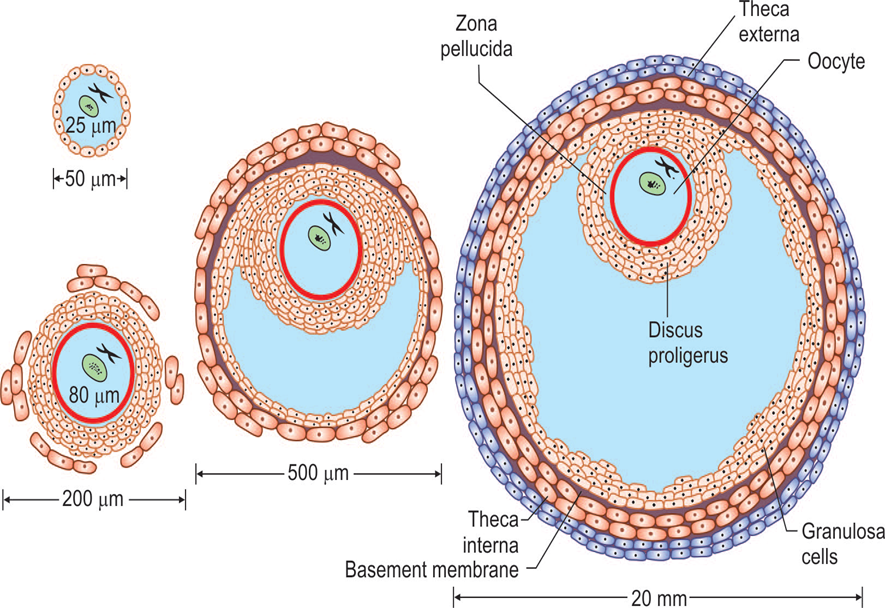 25 μm
50 μm
80 μm
200 μm
500 μm
Zona
pellucida
Theca
externa
Oocyte
Discus
proligerus
Theca
interna
Basement membrane
Granulosa
cells
20 mm